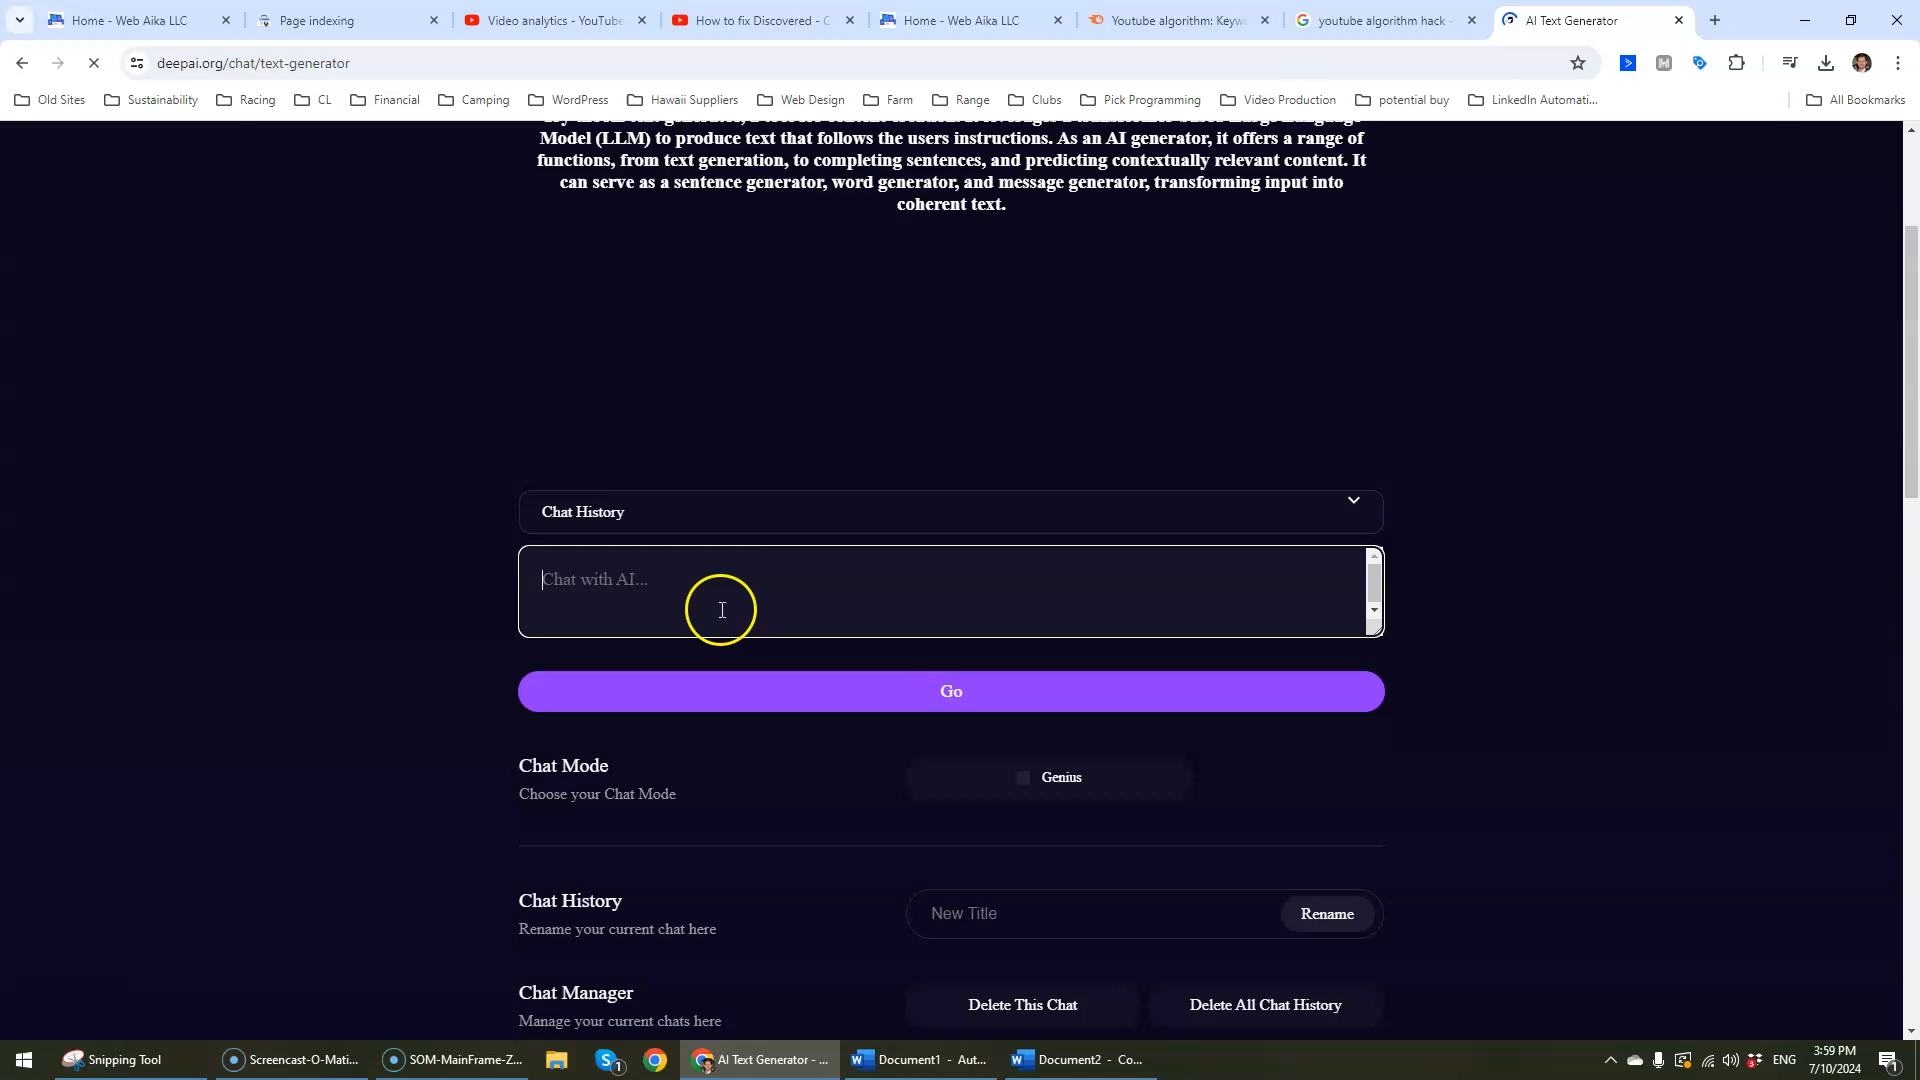 Home - Web Aika LLC
Page indexing
Video analytics - YouTube
How to fix Discovered - C
Home - Web Aika LLC
Youtube algorithm: Keyw
youtube algorithm hack -
AI Text Generator
deepai.org/chat/text-generator
Old Sites
Sustainability
Racing
CL
Financial
Camping
WordPress
Hawaii Suppliers
Web Design
Farm
Range
Clubs
Pick Programming
Video Production
potential buy
LinkedIn Automati...
All Bookmarks
Model (LLM) to produce text that follows the users instructions. As an AI generator, it offers a range of
functions, from text generation, to completing sentences, and predicting contextually relevant content. It
can serve as a sentence generator, word generator, and message generator, transforming input into
coherent text.
Chat History
Chat with AI...
Go
Chat Mode
Choose your Chat Mode
Genius
Chat History
Rename your current chat here
New Title
Rename
Chat Manager
Manage your current chats here
Delete This Chat
Delete All Chat History
Snipping Tool
Screencast-O-Mati...
SOM-MainFrame-Z...
AI Text Generator - ...
Document1 - Aut...
Document2 - Co...
ENG
3:59 PM
7/10/2024